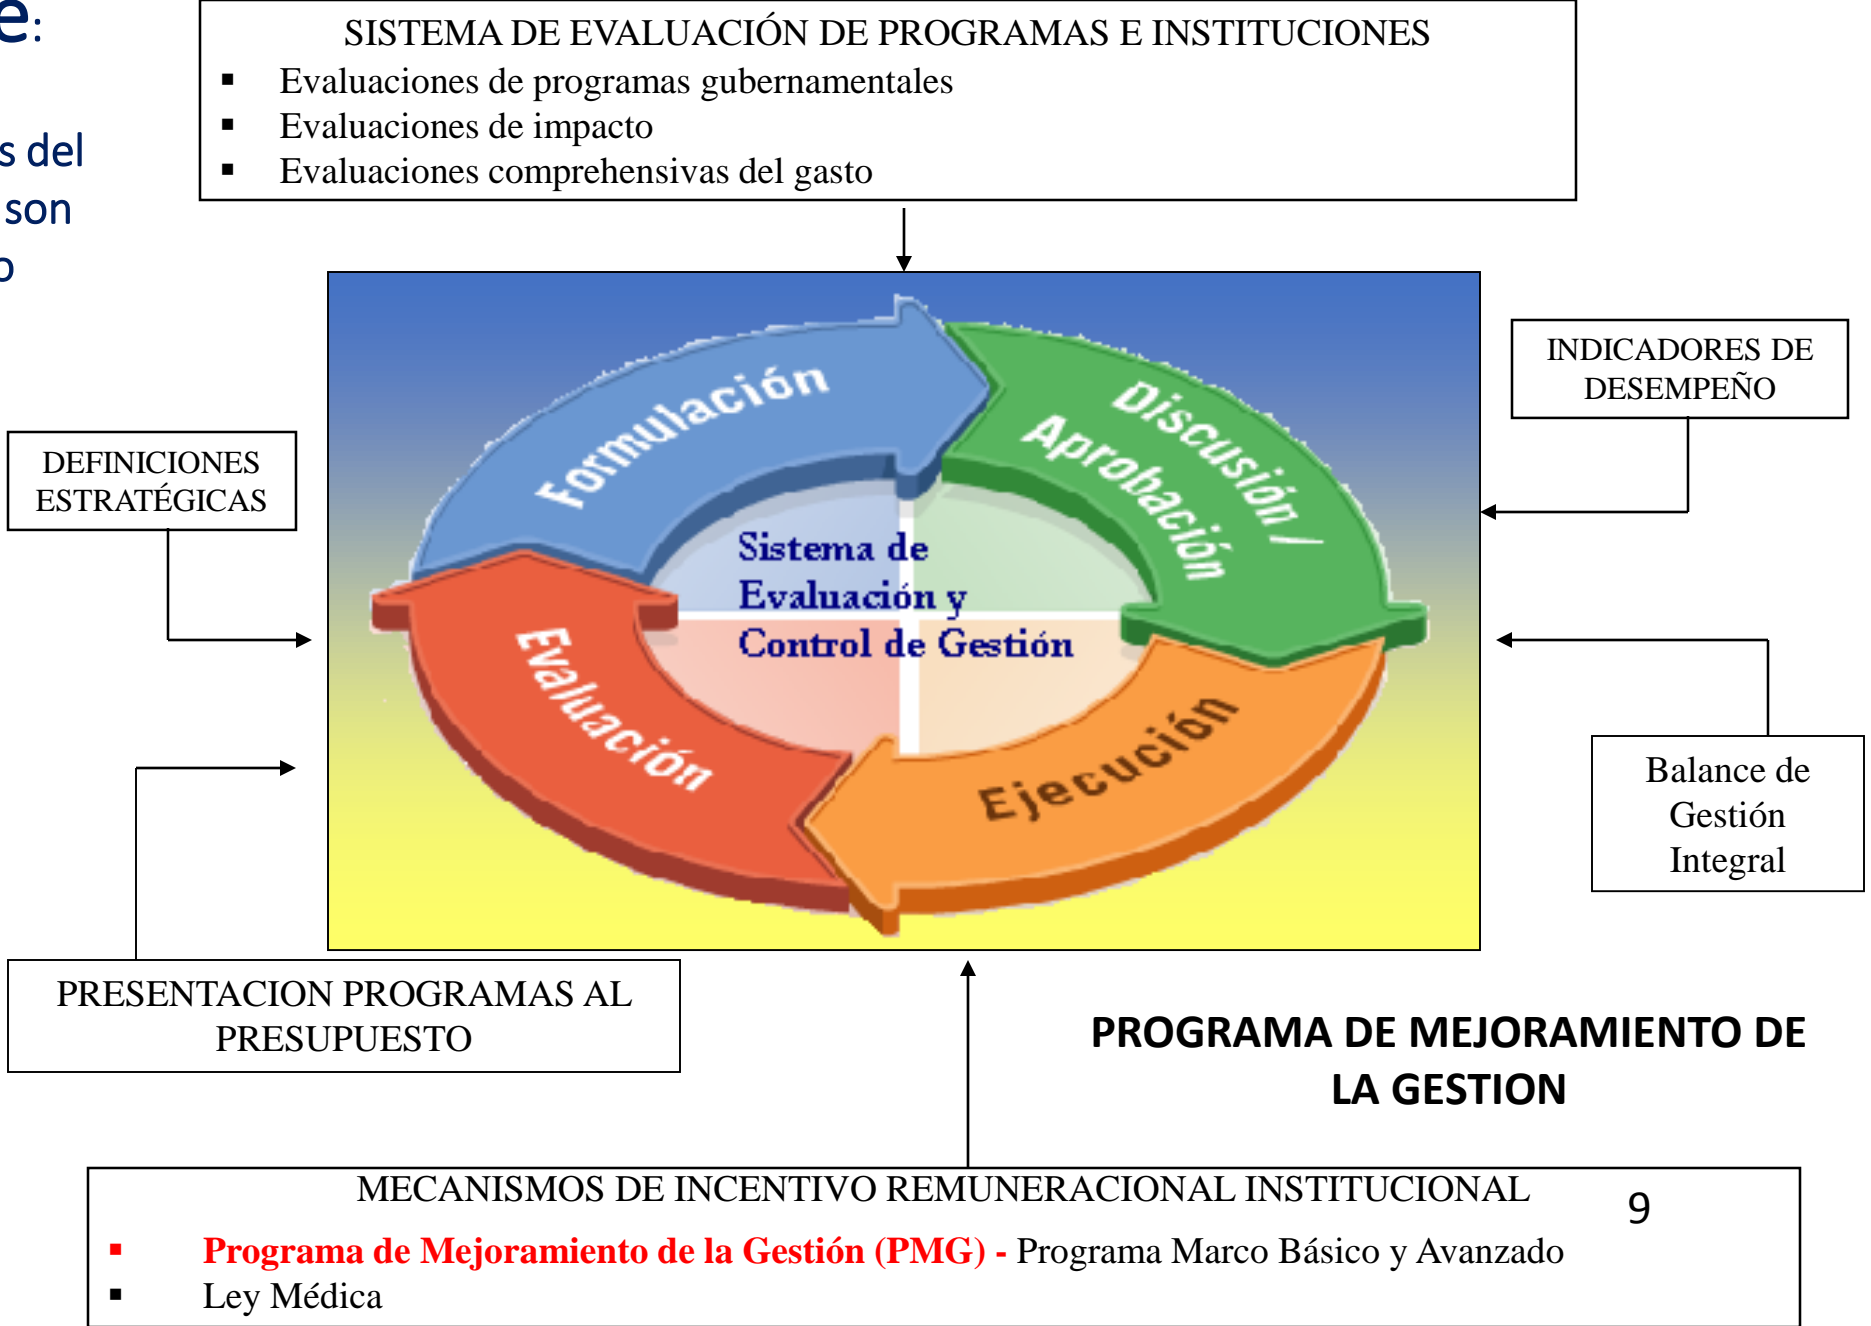 e:
s del
son
o
SISTEMA DE EVALUACIÓN DE PROGRAMAS E INSTITUCIONES
▪ Evaluaciones de programas gubernamentales
▪ Evaluaciones de impacto
▪ Evaluaciones comprehensivas del gasto
INDICADORES DE
DESEMPEÑO
DEFINICIONES
ESTRATÉGICAS
Formulación
Discusión /
Aprobación
Sistema de
Evaluación y
Control de Gestión
Evaluación
Ejecución
Balance de
Gestión
Integral
PRESENTACION PROGRAMAS AL
PRESUPUESTO
PROGRAMA DE MEJORAMIENTO DE
LA GESTION
MECANISMOS DE INCENTIVO REMUNERACIONAL INSTITUCIONAL
9
▪ Programa de Mejoramiento de la Gestión (PMG) - Programa Marco Básico y Avanzado
▪ Ley Médica